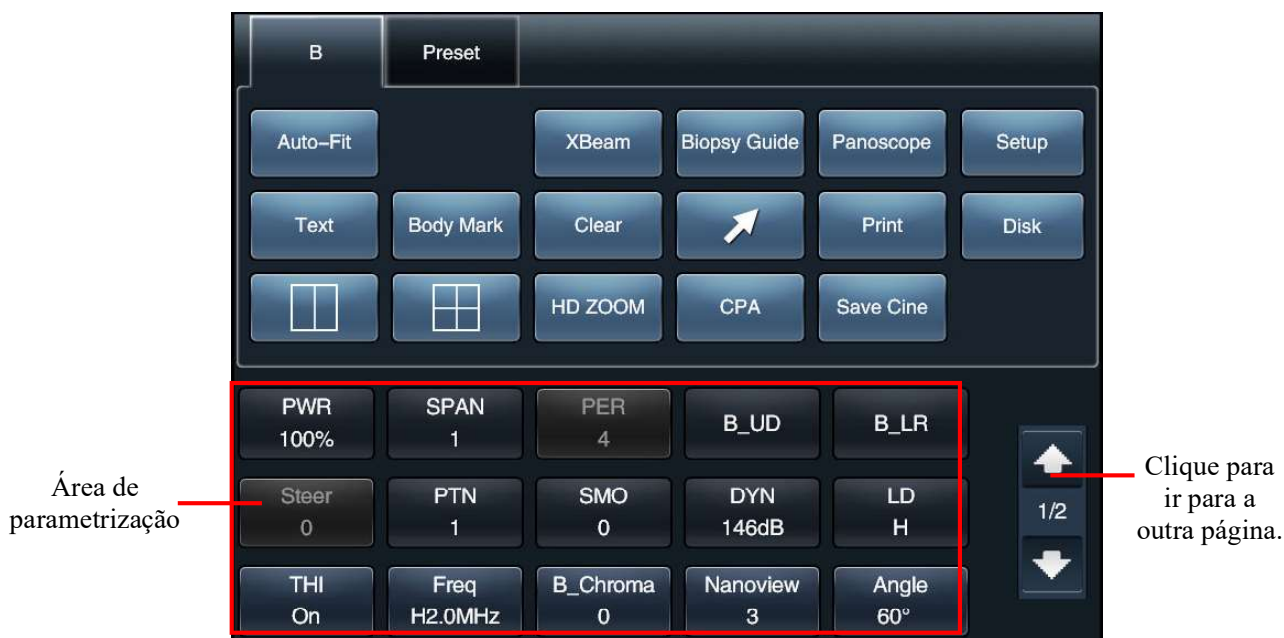 B
Preset
Auto–Fit
XBeam
Biopsy Guide
Panoscope
Setup
Text
Body Mark
Clear
Print
Disk
HD ZOOM
CPA
Save Cine
PWR
100%
SPAN
1
PER
4
B_UD
B_LR
Steer
0
PTN
1
SMO
0
DYN
146dB
LD
H
THI
On
Freq
H2.0MHz
B_Chroma
0
Nanoview
3
Angle
60°
1/2
Área de
parametrização
Clique para
ir para a
outra página.